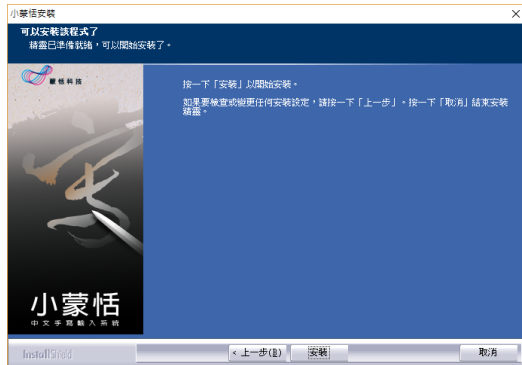 小蒙恬安裝
可以安裝該程式了
精靈已準備就緒，可以開始安裝了。
蒙恬科技
按一下「安裝」以開始安裝。
如果要檢查或變更任何安裝設定，請按一下「上一步」。按一下「取消」結束安裝
精靈。
小蒙恬
中文手寫輸入系統
InstallShield
< 上一步(B)
安裝
取消